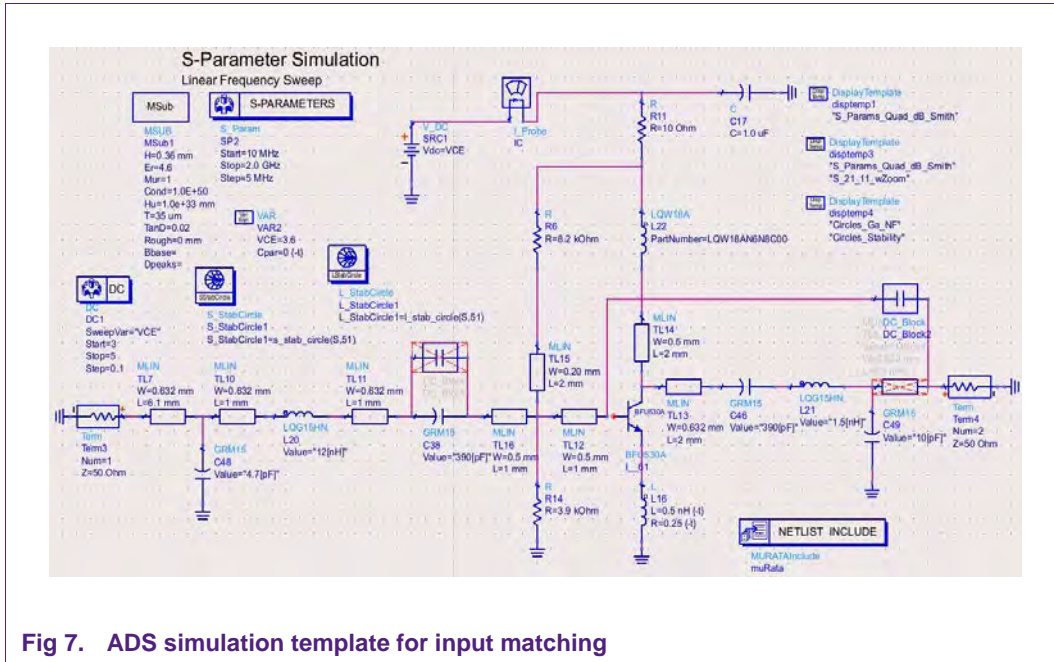 S-Parameter Simulation
Linear Frequency Sweep
MSub
MSUB
MSub1
H=0.36 mm
Er=4.6
Mur=1
Cond=1.0E+50
Hu=1.0e+33 mm
T=35 um
TanD=0.02
Rough=0 mm
Bbase=
Dpeaks=
S-PARAMETERS
S_Param
SP2
Start=10 MHz
Stop=2.0 GHz
Step=5 MHz
VAR
VAR2
VCE=3.6
Cpar=0 {-t}
V_DC
SRC1
Vdc=VCE
I_Probe
IC
R
R11
R=10 Ohm
C
C17
C=1.0 uF
DisplayTemplate
disptemp1
"S_Params_Quad_dB_Smith"
DisplayTemplate
disptemp3
"S_Params_Quad_dB_Smith"
"S_21_11_wZoom"
DisplayTemplate
disptemp4
"Circles_Ga_NF"
"Circles_Stability"
R
R6
R=8.2 kOhm
LQW18A
L22
PartNumber=LQW18AN6N8C00
DC
DC
DC1
SweepVar="VCE"
Start=3
Stop=5
Step=0.1
SStabCircle
S_StabCircle
S_StabCircle1
S_StabCircle1=s_stab_circle(S,51)
LStabCircle
L_StabCircle
L_StabCircle1
L_StabCircle1=l_stab_circle(S,51)
DC_Block
DC_Block2
MLIN
TL7
W=0.632 mm
L=6.1 mm
MLIN
TL10
W=0.632 mm
L=1 mm
MLIN
TL11
W=0.632 mm
L=1 mm
MLIN
TL15
W=0.20 mm
L=2 mm
MLIN
TL14
W=0.5 mm
L=2 mm
Term
Term3
Num=1
Z=50 Ohm
GRM15
C48
Value="4.7[pF]"
LQG15HN
L20
Value="12[nH]"
GRM15
C38
Value="390[pF]"
MLIN
TL16
W=0.5 mm
L=1 mm
MLIN
TL12
W=0.5 mm
L=1 mm
BFU530A
BFU530A
MLIN
TL13
W=0.632 mm
L=2 mm
GRM15
C46
Value="390[pF]"
LQG15HN
L21
Value="1.5[nH]"
GRM15
C49
Value="10[pF]"
Term
Term4
Num=2
Z=50 Ohm
R
R14
R=3.9 kOhm
L
L16
L=0.5 nH {-t}
R=0.25 {-t}
NETLIST INCLUDE
MURATAInclude
muRata
Fig 7. ADS simulation template for input matching